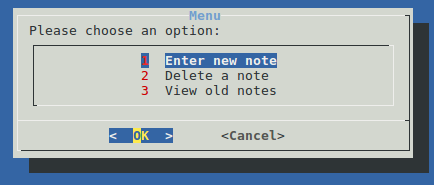 Menu
Please choose an option:
1 Enter new note
2 Delete a note
3 View old notes
< OK > <Cancel>